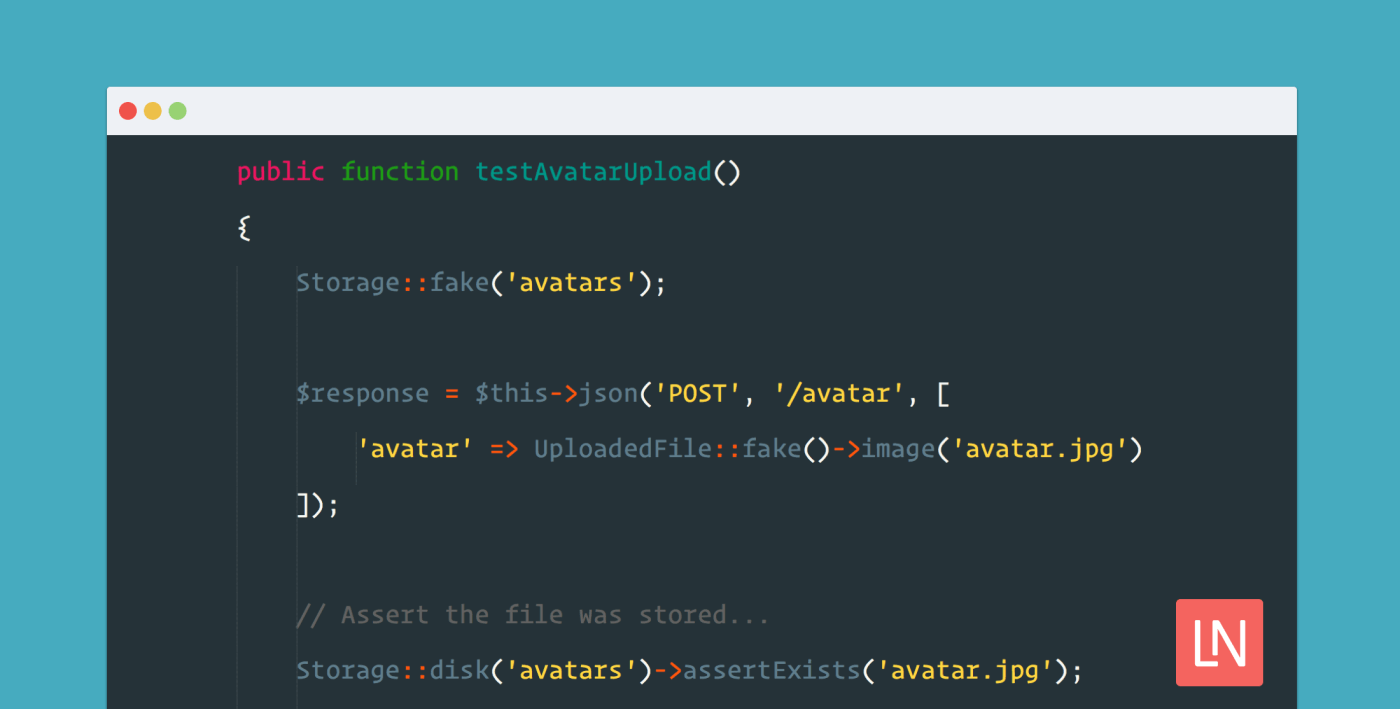 public function testAvatarUpload()
{
Storage::fake('avatars');
$response = $this->json('POST', '/avatar', [
'avatar' => UploadedFile::fake()->image('avatar.jpg')
]);
// Assert the file was stored...
Storage::disk('avatars')->assertExists('avatar.jpg');
LN